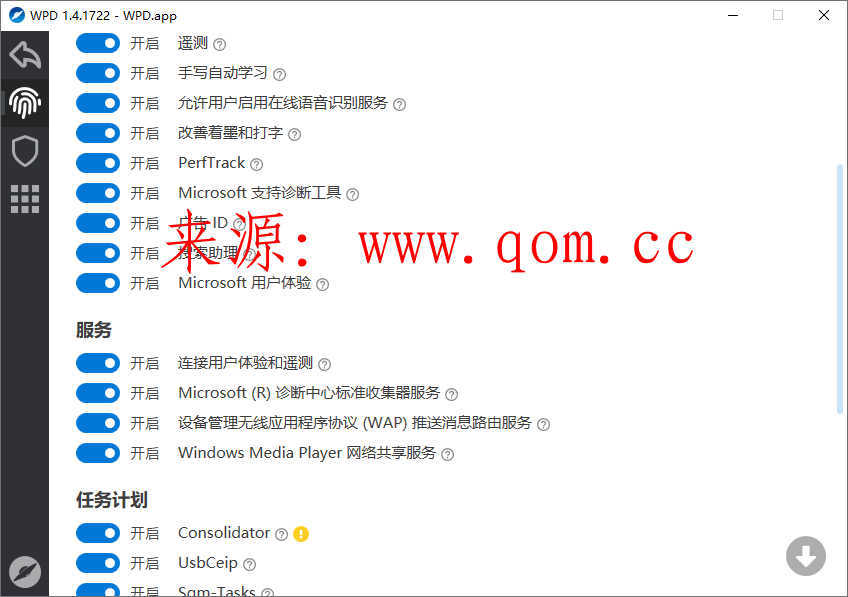 WPD 1.4.1722 - WPD.app
开启 遥测
开启 手写自动学习
开启 允许用户启用在线语音识别服务
开启 改善着墨和打字
开启 PerfTrack
开启 Microsoft 支持诊断工具
开启 广告 ID
来源: www.qom.cc
开启 搜索助理
开启 Microsoft 用户体验
服务
开启 连接用户体验和遥测
开启 Microsoft (R) 诊断中心标准收集器服务
开启 设备管理无线应用程序协议 (WAP) 推送消息路由服务
开启 Windows Media Player 网络共享服务
任务计划
开启 Consolidator
开启 UsbCeip
开启 Sqm-Tasks